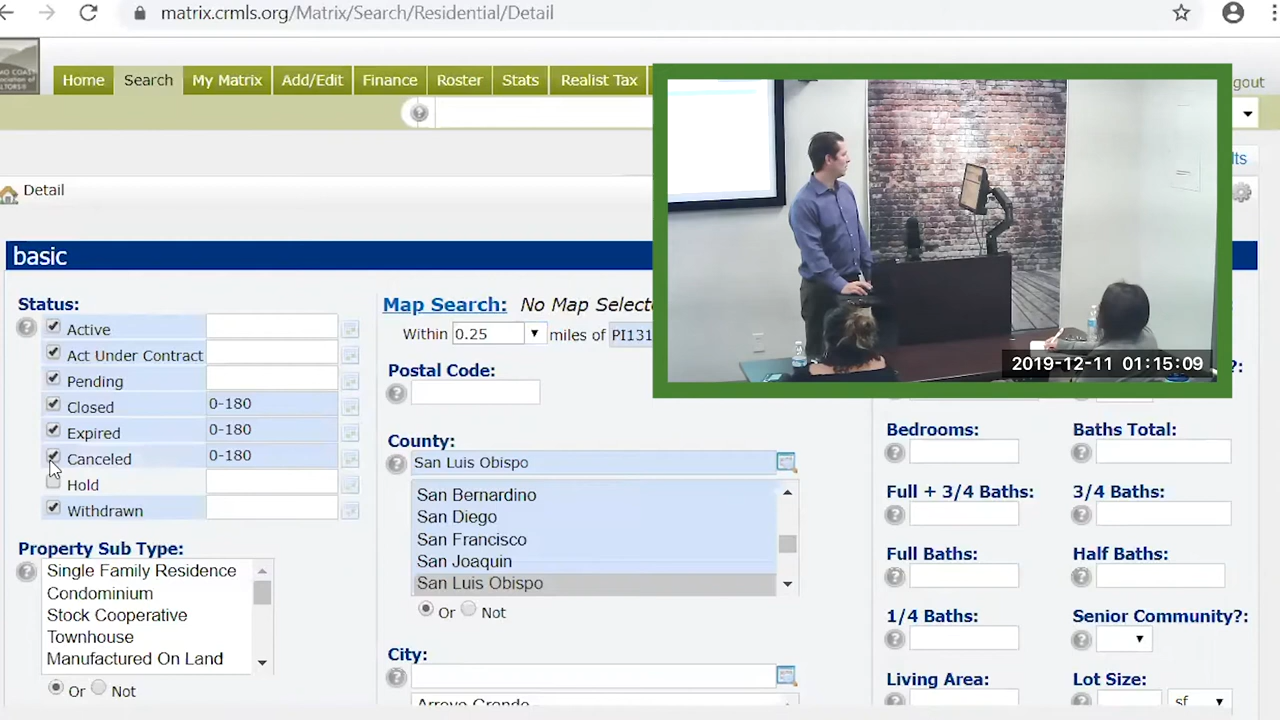 matrix.crmls.org/Matrix/Search/Residential/Detail
Home Search My Matrix Add/Edit Finance Roster Stats Realist Tax
Detail
basic
Status:
Active
Act Under Contract
Pending
Closed 0-180
Expired 0-180
Canceled 0-180
Hold
Withdrawn
Property Sub Type:
Single Family Residence
Condominium
Stock Cooperative
Townhouse
Manufactured On Land
Or Not
Map Search: No Map Selecte
Within 0.25 miles of PI131
Postal Code:
County:
San Luis Obispo
San Bernardino
San Diego
San Francisco
San Joaquin
San Luis Obispo
Or Not
City:
Arroyo Grande
2019-12-11 01:15:09
Bedrooms: Baths Total:
Full + 3/4 Baths: 3/4 Baths:
Full Baths: Half Baths:
1/4 Baths: Senior Community?:
Living Area: Lot Size:
sf